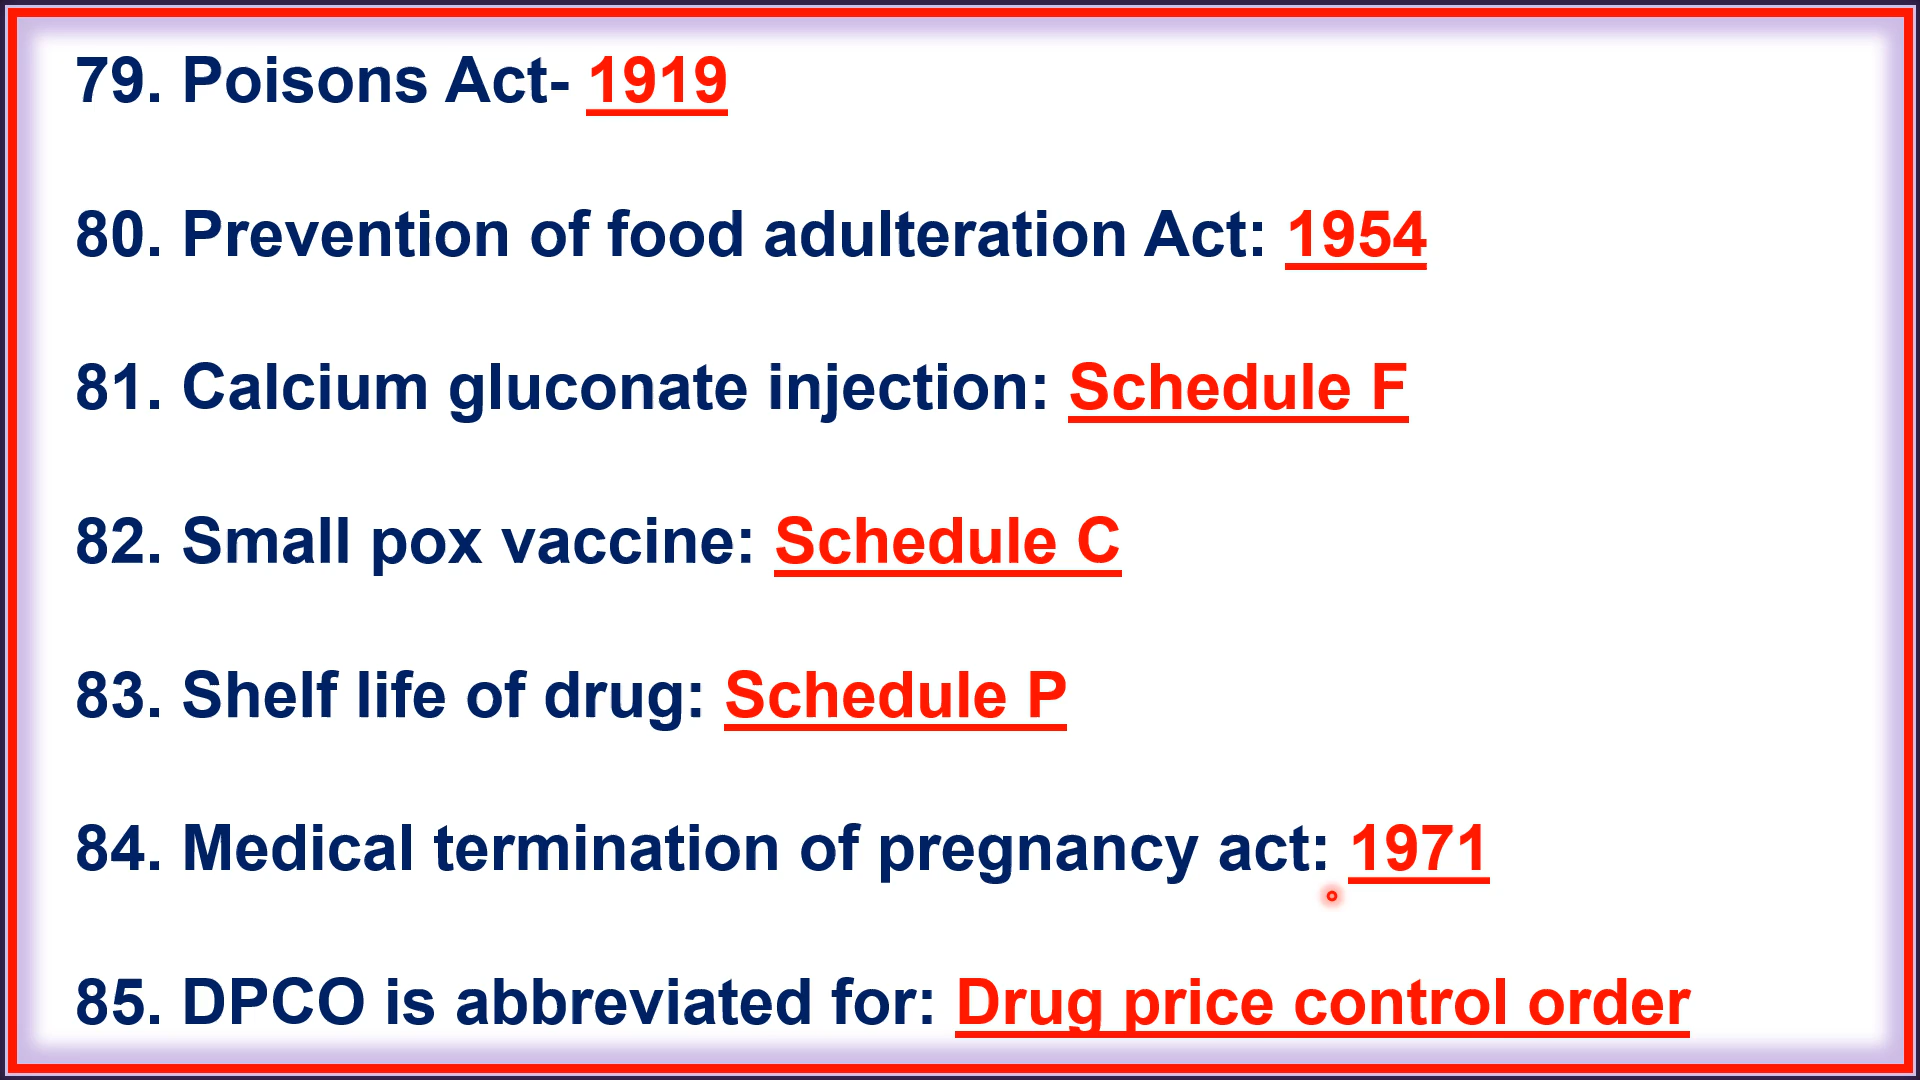 79. Poisons Act- 1919
80. Prevention of food adulteration Act: 1954
81. Calcium gluconate injection: Schedule F
82. Small pox vaccine: Schedule C
83. Shelf life of drug: Schedule P
84. Medical termination of pregnancy act: 1971
85. DPCO is abbreviated for: Drug price control order